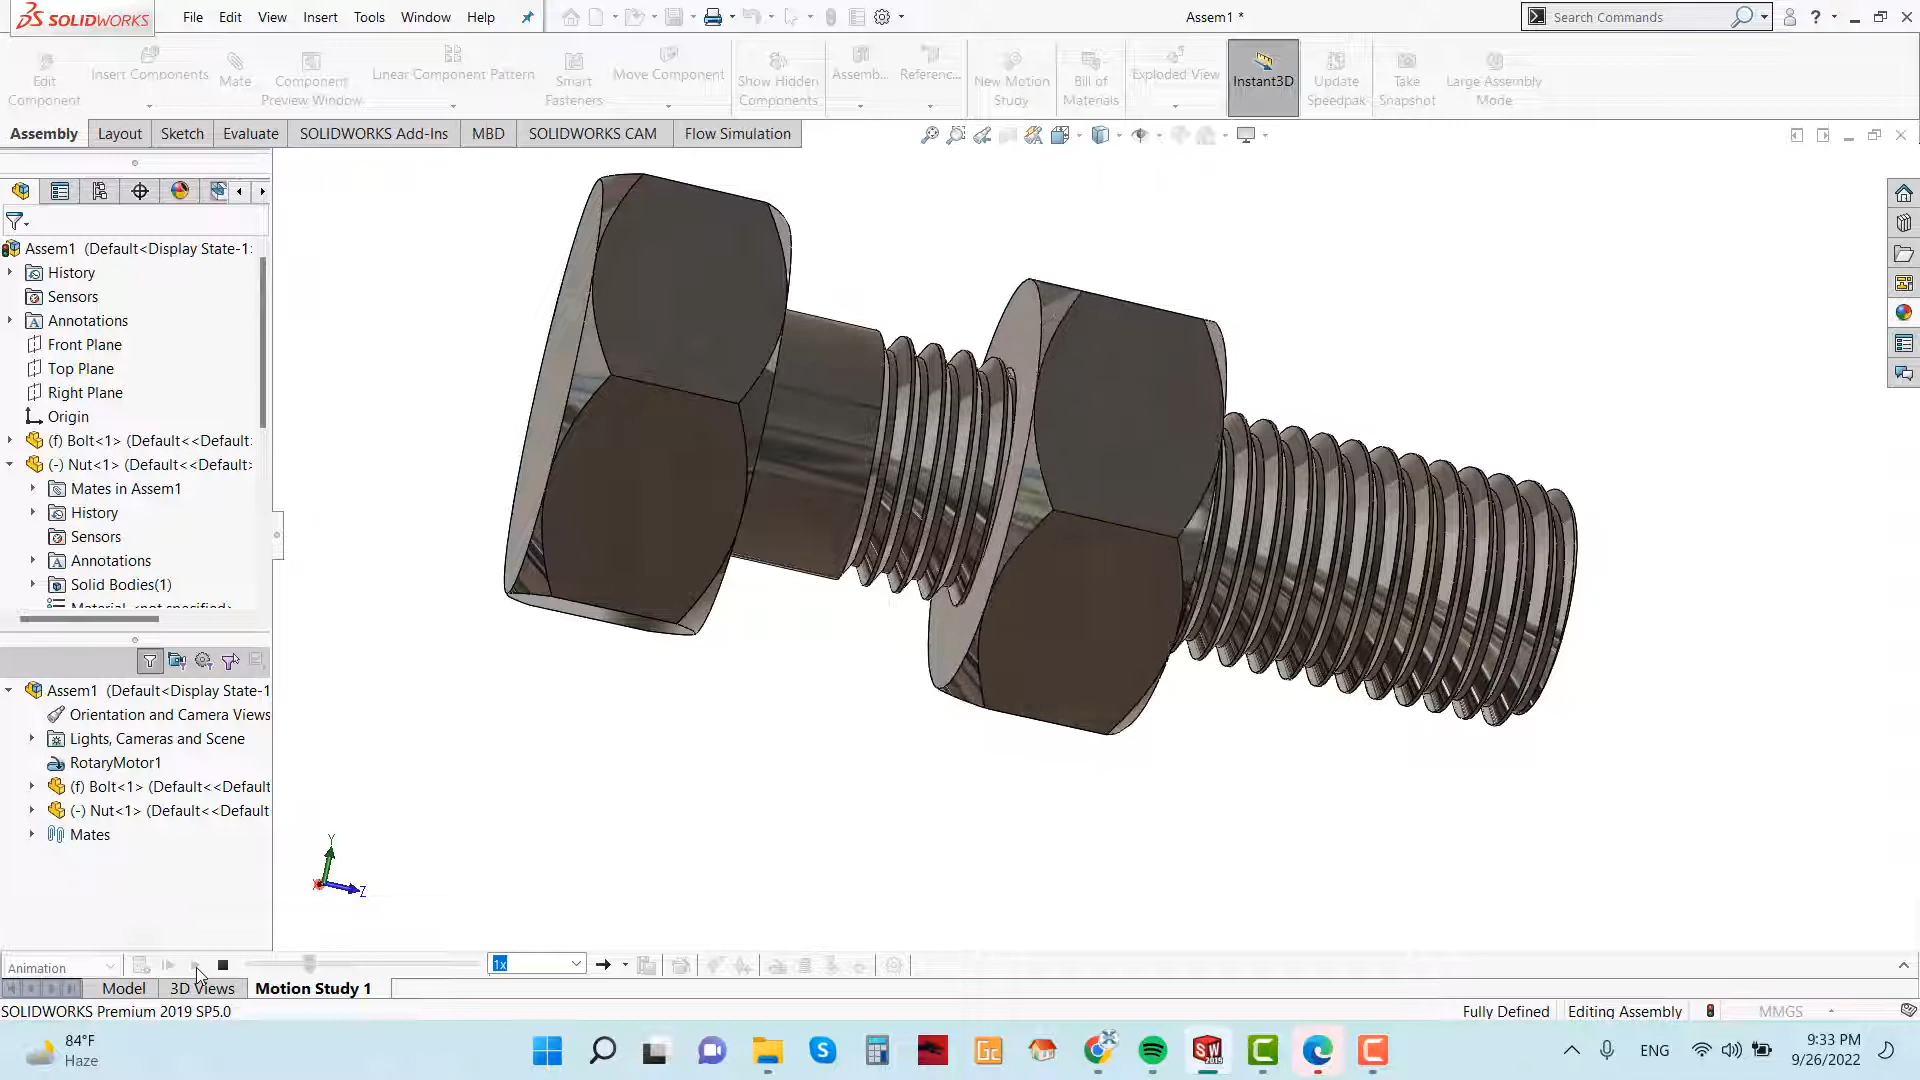 SOLIDWORKS
File Edit View Insert Tools Window Help
Assem1 *
Search Commands
Edit Component
Insert Components
Mate
Component Preview Window
Linear Component Pattern
Smart Fasteners
Move Component
Show Hidden Components
Assemb...
Referenc...
New Motion Study
Bill of Materials
Exploded View
Instant3D
Update Speedpak
Take Snapshot
Large Assembly Mode
Assembly Layout Sketch Evaluate SOLIDWORKS Add-Ins MBD SOLIDWORKS CAM Flow Simulation
Assem1 (Default<Display State-1
History
Sensors
Annotations
Front Plane
Top Plane
Right Plane
Origin
(f) Bolt<1> (Default<<Default
(-) Nut<1> (Default<<Default>
Mates in Assem1
History
Sensors
Annotations
Solid Bodies(1)
Material <not specified>
Assem1 (Default<Display State-1
Orientation and Camera Views
Lights, Cameras and Scene
RotaryMotor1
(f) Bolt<1> (Default<<Default
(-) Nut<1> (Default<<Default
Mates
Y
X
Z
Animation
1x
Model 3D Views Motion Study 1
SOLIDWORKS Premium 2019 SP5.0
Fully Defined Editing Assembly MMGS
84°F
Haze
SW
2019
Gc
ENG
9:33 PM
9/26/2022